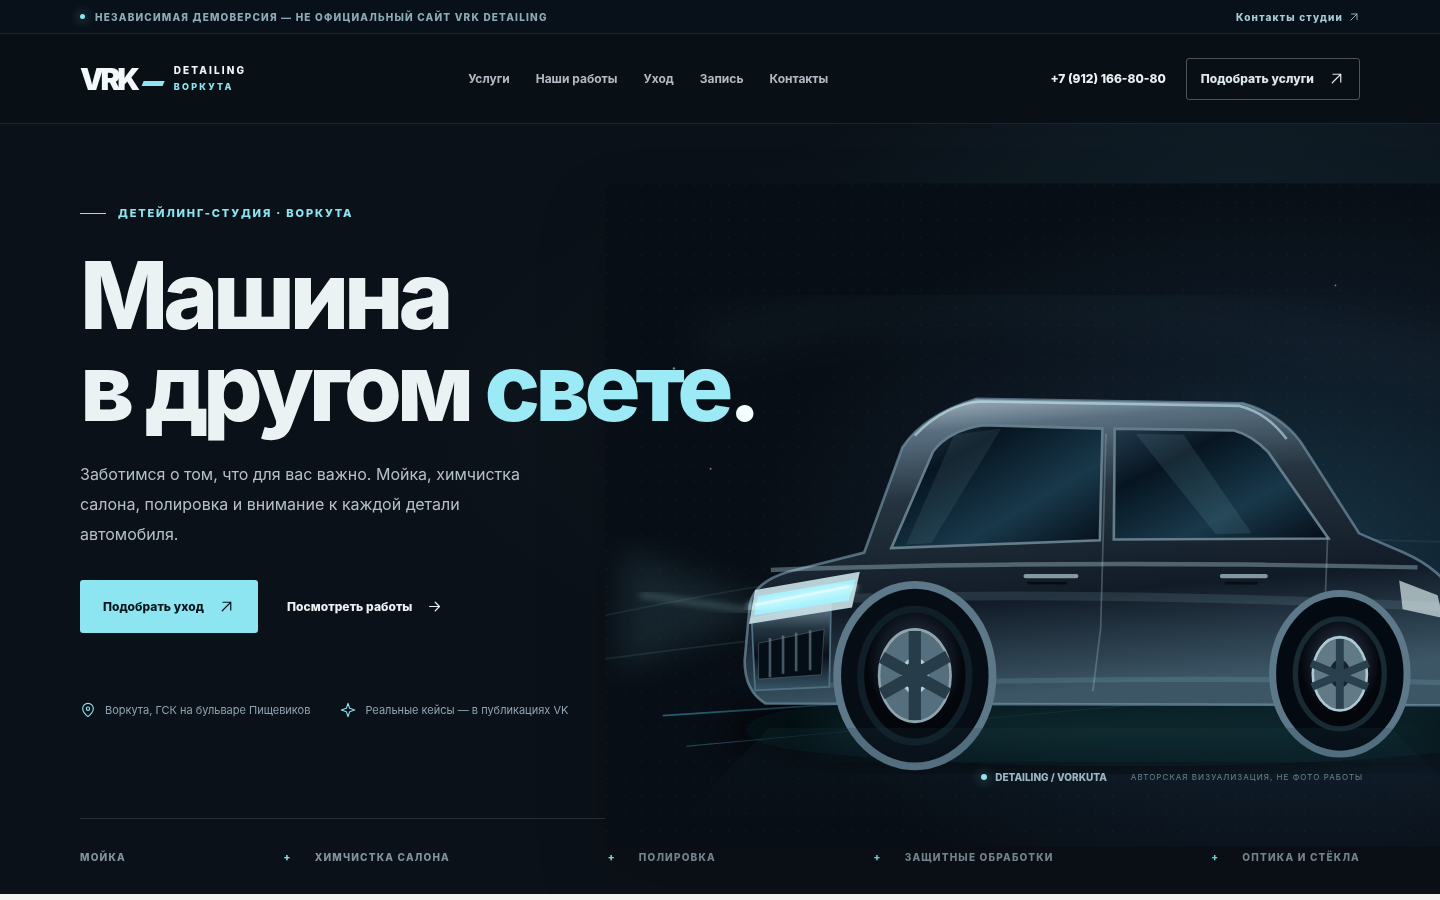 НЕЗАВИСИМАЯ ДЕМОВЕРСИЯ — НЕ ОФИЦИАЛЬНЫЙ САЙТ VRK DETAILING
Контакты студии
VRK
DETAILING
ВОРКУТА
Услуги
Наши работы
Уход
Запись
Контакты
+7 (912) 166-80-80
Подобрать услуги
ДЕТЕЙЛИНГ-СТУДИЯ · ВОРКУТА
Машина
в другом свете.
Заботимся о том, что для вас важно. Мойка, химчистка
салона, полировка и внимание к каждой детали
автомобиля.
Подобрать уход
Посмотреть работы
Воркута, ГСК на бульваре Пищевиков
Реальные кейсы — в публикациях VK
DETAILING / VORKUTA
АВТОРСКАЯ ВИЗУАЛИЗАЦИЯ, НЕ ФОТО РАБОТЫ
МОЙКА + ХИМЧИСТКА САЛОНА + ПОЛИРОВКА + ЗАЩИТНЫЕ ОБРАБОТКИ + ОПТИКА И СТЁКЛА